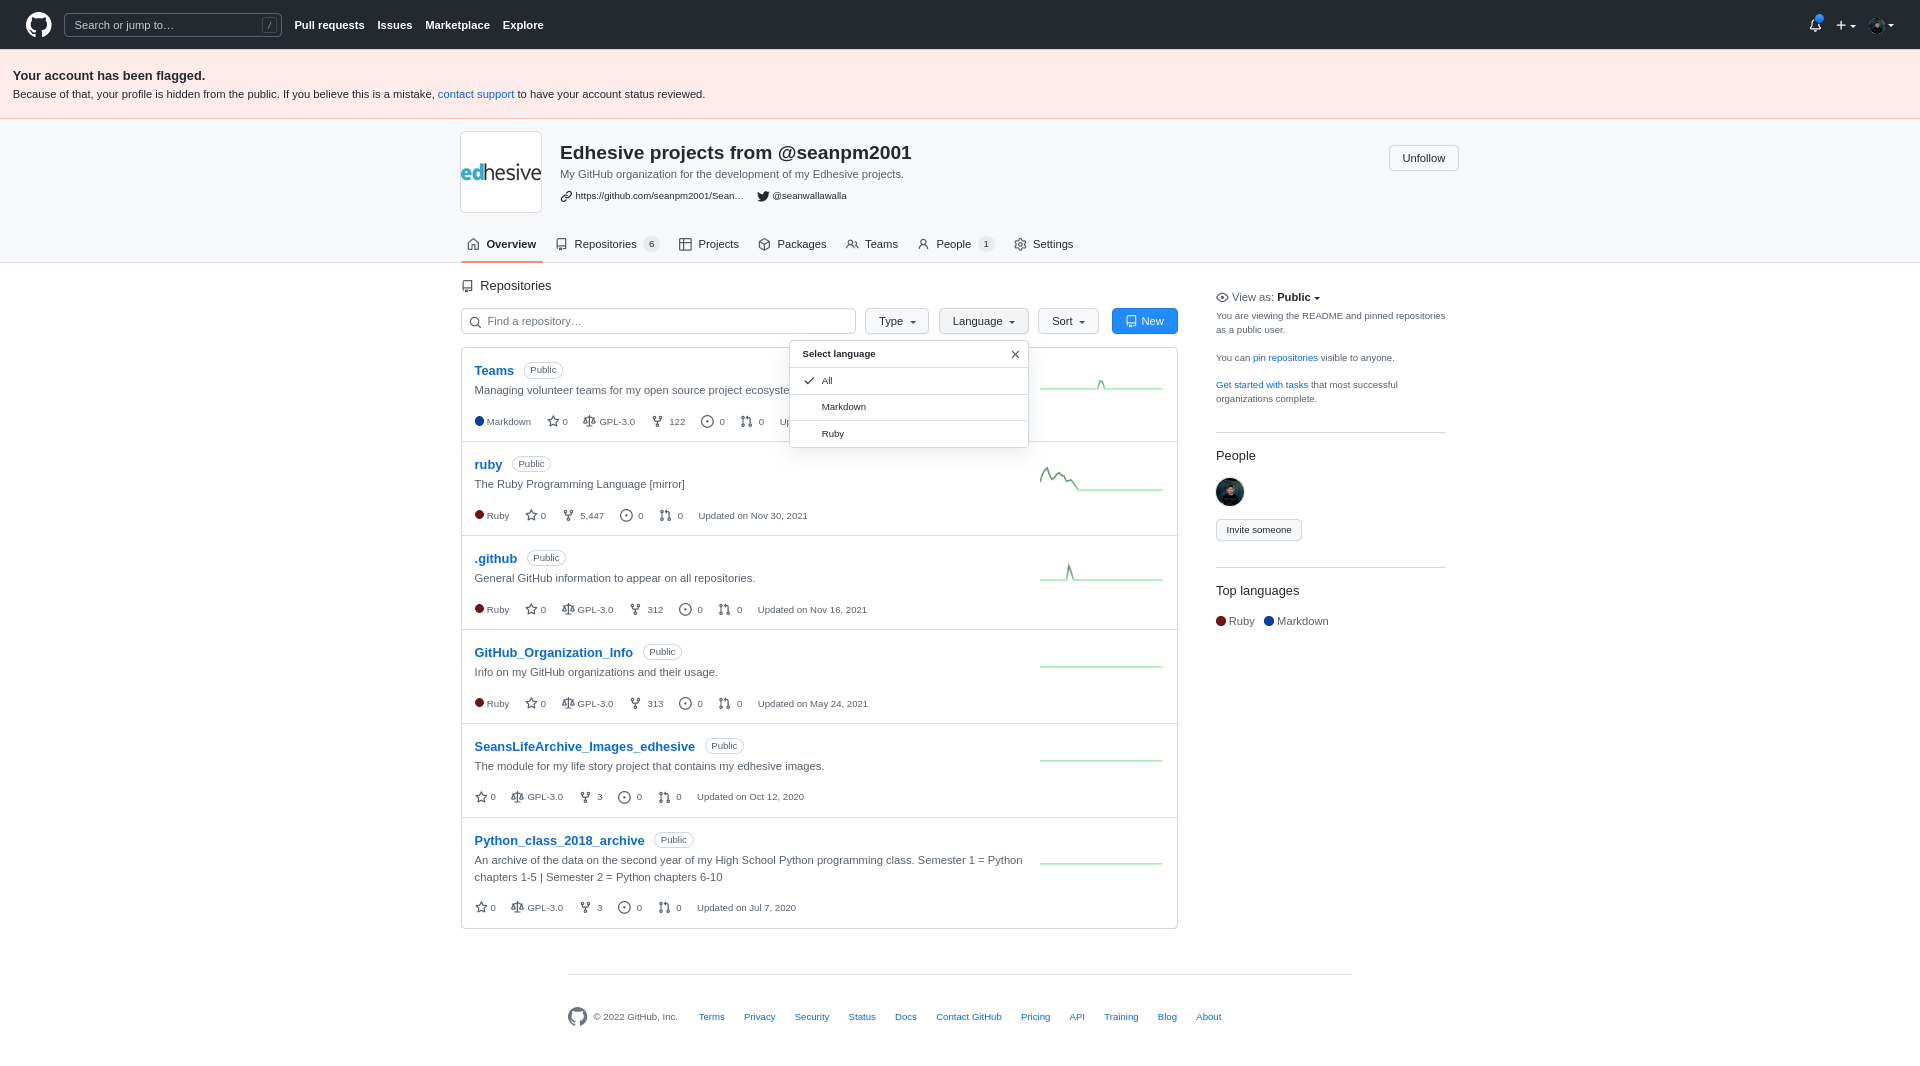 Search or jump to…
/
Pull requests
Issues
Marketplace
Explore
Your account has been flagged.
Because of that, your profile is hidden from the public. If you believe this is a mistake, contact support to have your account status reviewed.
edhesive
Edhesive projects from @seanpm2001
My GitHub organization for the development of my Edhesive projects.
https://github.com/seanpm2001/Sean… @seanwallawalla
Unfollow
Overview
Repositories 6
Projects
Packages
Teams
People 1
Settings
Repositories
Find a repository…
Type
Language
Sort
New
Select language
All
Markdown
Ruby
Teams Public
Managing volunteer teams for my open source project ecosyste
Markdown 0 GPL-3.0 122 0 0
ruby Public
The Ruby Programming Language [mirror]
Ruby 0 5,447 0 0 Updated on Nov 30, 2021
.github Public
General GitHub information to appear on all repositories.
Ruby 0 GPL-3.0 312 0 0 Updated on Nov 16, 2021
GitHub_Organization_Info Public
Info on my GitHub organizations and their usage.
Ruby 0 GPL-3.0 313 0 0 Updated on May 24, 2021
SeansLifeArchive_Images_edhesive Public
The module for my life story project that contains my edhesive images.
0 GPL-3.0 3 0 0 Updated on Oct 12, 2020
Python_class_2018_archive Public
An archive of the data on the second year of my High School Python programming class. Semester 1 = Python
chapters 1-5 | Semester 2 = Python chapters 6-10
0 GPL-3.0 3 0 0 Updated on Jul 7, 2020
View as: Public
You are viewing the README and pinned repositories
as a public user.
You can pin repositories visible to anyone.
Get started with tasks that most successful
organizations complete.
People
Invite someone
Top languages
Ruby Markdown
© 2022 GitHub, Inc.
Terms
Privacy
Security
Status
Docs
Contact GitHub
Pricing
API
Training
Blog
About